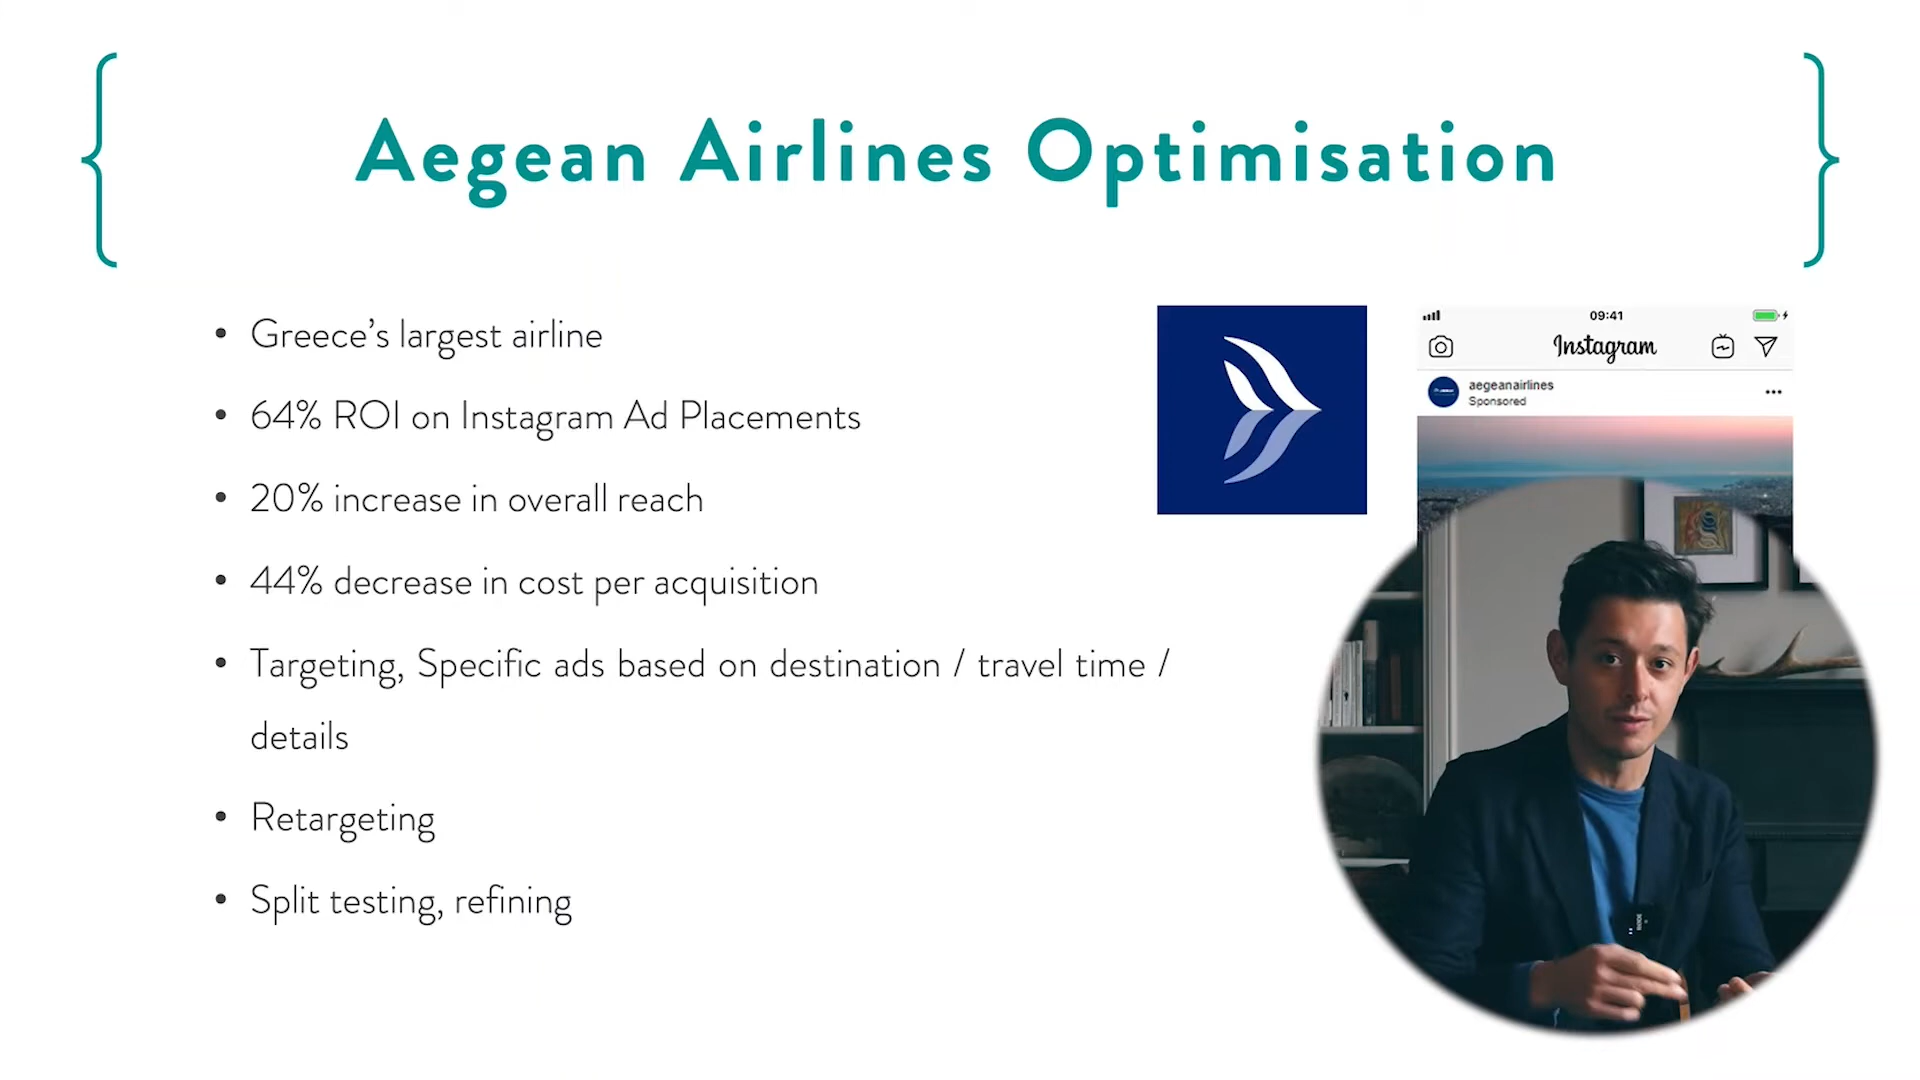 Aegean Airlines Optimisation
• Greece’s largest airline
• 64% ROI on Instagram Ad Placements
• 20% increase in overall reach
• 44% decrease in cost per acquisition
• Targeting, Specific ads based on destination / travel time /
details
• Retargeting
• Split testing, refining
09:41
Instagram
aegeanairlines
Sponsored